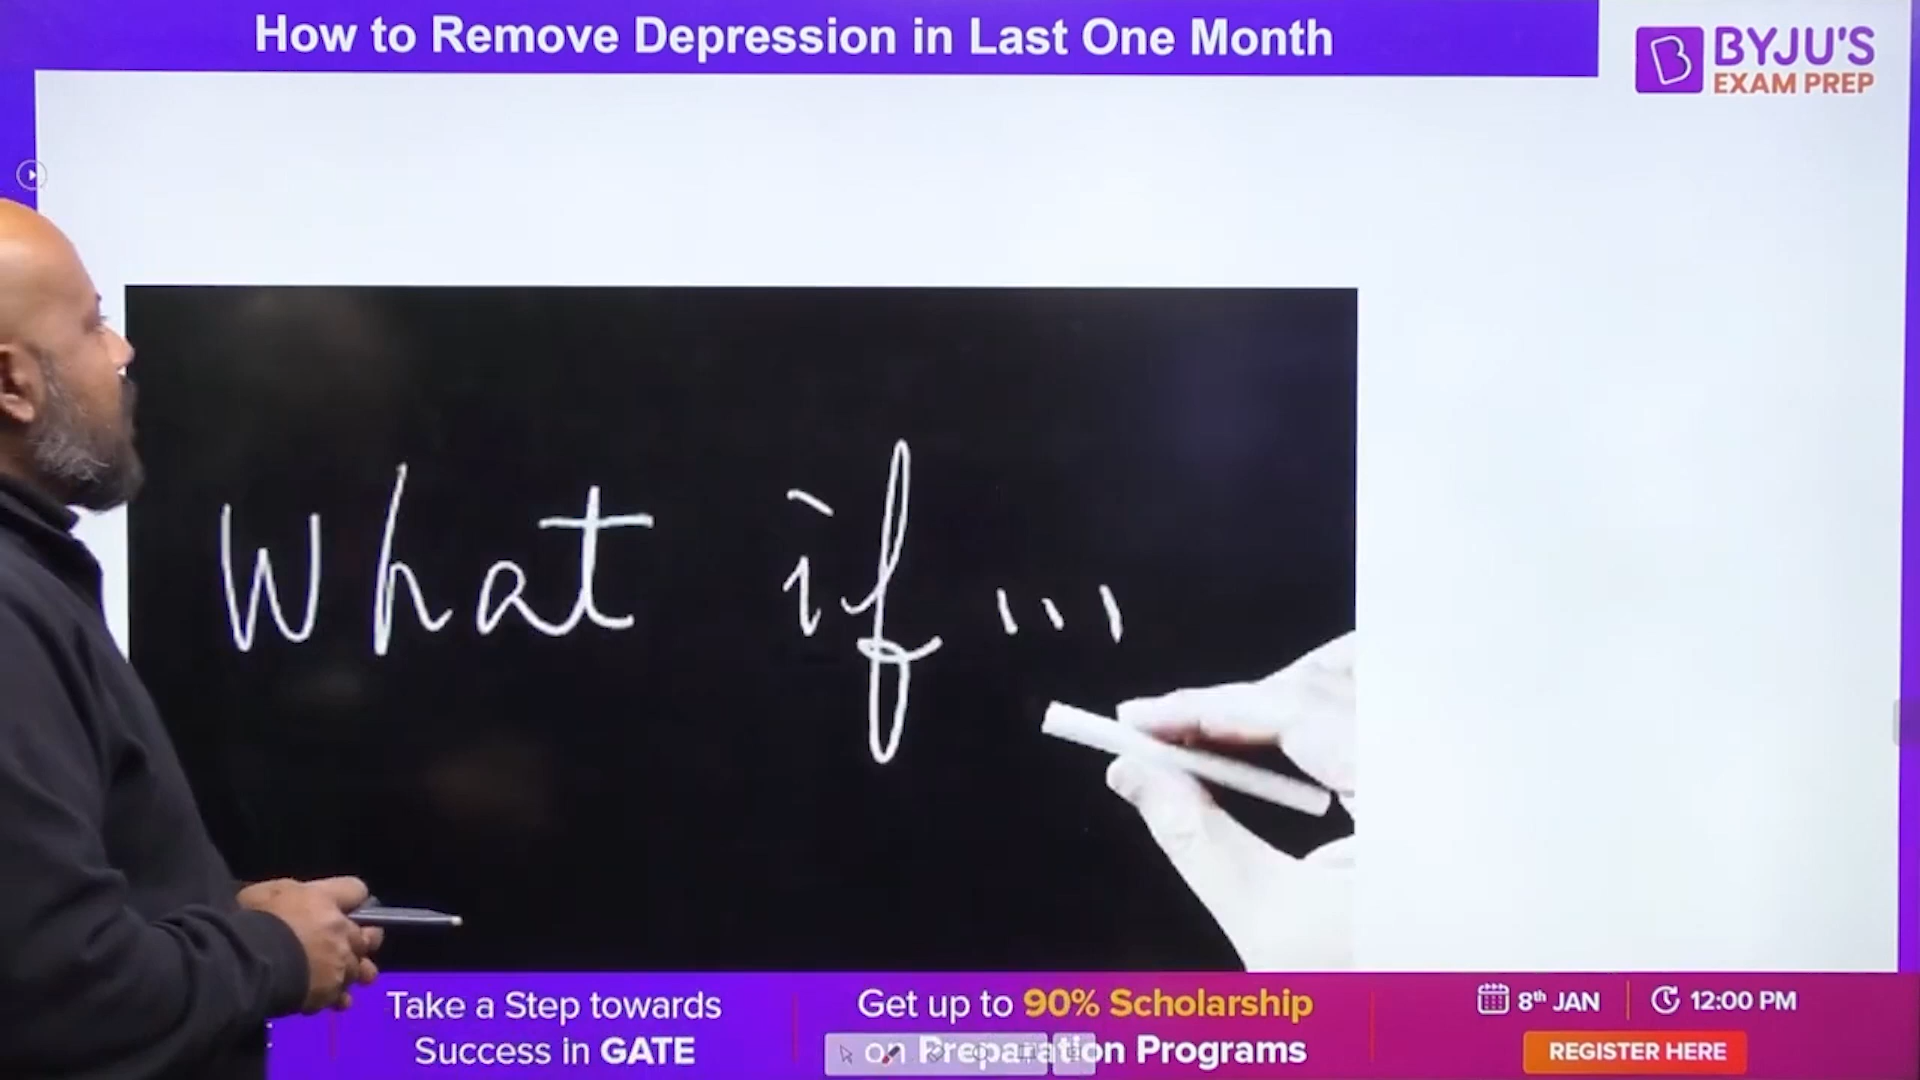 How to Remove Depression in Last One Month
BYJU'S
EXAM PREP
What if ...
Take a Step towards
Success in GATE
Get up to 90% Scholarship
on Preparation Programs
8th JAN
12:00 PM
REGISTER HERE